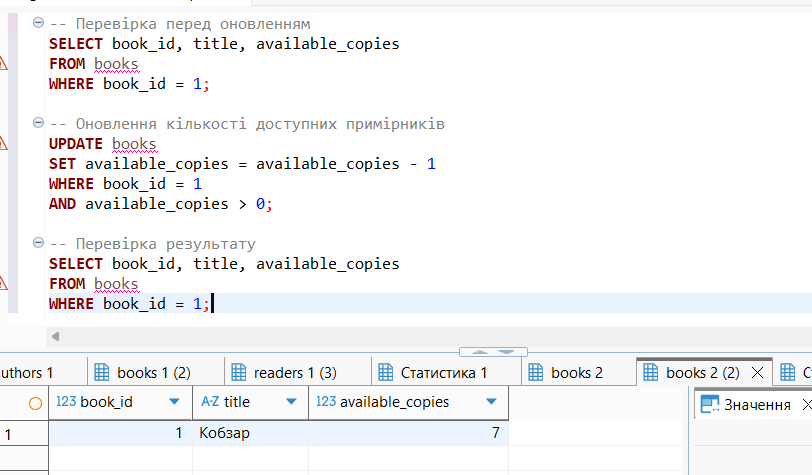 -- Перевірка перед оновленням
SELECT book_id, title, available_copies
FROM books
WHERE book_id = 1;
-- Оновлення кількості доступних примірників
UPDATE books
SET available_copies = available_copies - 1
WHERE book_id = 1
AND available_copies > 0;
-- Перевірка результату
SELECT book_id, title, available_copies
FROM books
WHERE book_id = 1;
uthors 1 books 1 (2) readers 1 (3) Статистика 1 books 2 books 2 (2)
123 book_id A-Z title 123 available_copies Значення
1 1 Кобзар 7